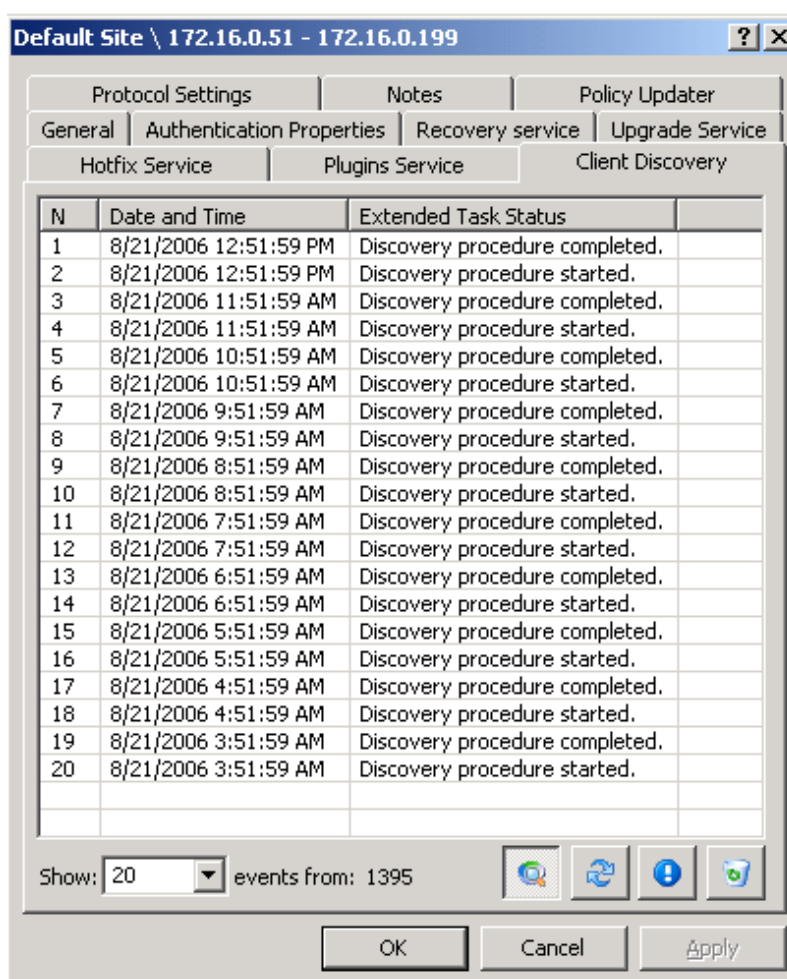 Default Site \ 172.16.0.51 - 172.16.0.199
Protocol Settings Notes Policy Updater
General Authentication Properties Recovery service Upgrade Service
Hotfix Service Plugins Service Client Discovery
N Date and Time Extended Task Status
1 8/21/2006 12:51:59 PM Discovery procedure completed.
2 8/21/2006 12:51:59 PM Discovery procedure started.
3 8/21/2006 11:51:59 AM Discovery procedure completed.
4 8/21/2006 11:51:59 AM Discovery procedure started.
5 8/21/2006 10:51:59 AM Discovery procedure completed.
6 8/21/2006 10:51:59 AM Discovery procedure started.
7 8/21/2006 9:51:59 AM Discovery procedure completed.
8 8/21/2006 9:51:59 AM Discovery procedure started.
9 8/21/2006 8:51:59 AM Discovery procedure completed.
10 8/21/2006 8:51:59 AM Discovery procedure started.
11 8/21/2006 7:51:59 AM Discovery procedure completed.
12 8/21/2006 7:51:59 AM Discovery procedure started.
13 8/21/2006 6:51:59 AM Discovery procedure completed.
14 8/21/2006 6:51:59 AM Discovery procedure started.
15 8/21/2006 5:51:59 AM Discovery procedure completed.
16 8/21/2006 5:51:59 AM Discovery procedure started.
17 8/21/2006 4:51:59 AM Discovery procedure completed.
18 8/21/2006 4:51:59 AM Discovery procedure started.
19 8/21/2006 3:51:59 AM Discovery procedure completed.
20 8/21/2006 3:51:59 AM Discovery procedure started.
Show: 20 events from: 1395
OK Cancel Apply